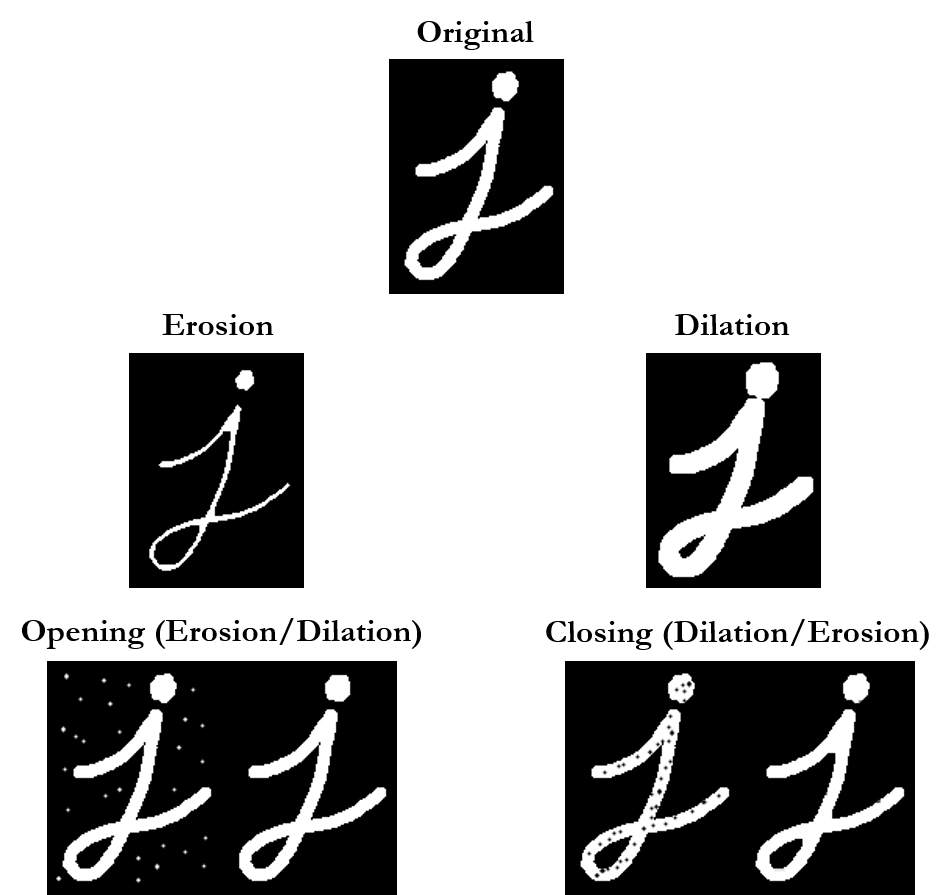 Original
j
Erosion
Dilation
j
j
Opening (Erosion/Dilation)
Closing (Dilation/Erosion)
j j
j j